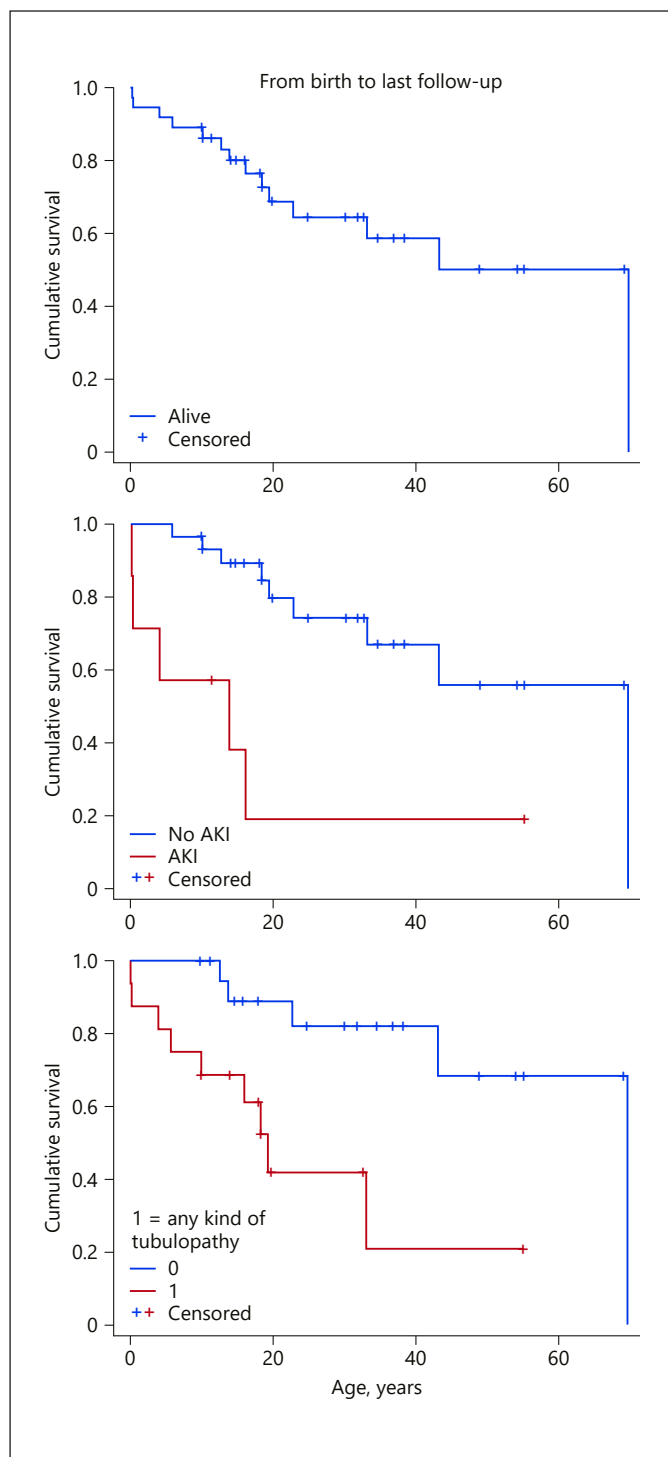 From birth to last follow-up
1.0
0.8
0.6
0.4
0.2
0
Cumulative survival
Alive
Censored
0 20 40 60
1.0
0.8
0.6
0.4
0.2
0
Cumulative survival
No AKI
AKI
Censored
0 20 40 60
1.0
0.8
0.6
0.4
0.2
0
Cumulative survival
1 = any kind of
tubulopathy
0
1
Censored
0 20 40 60
Age, years